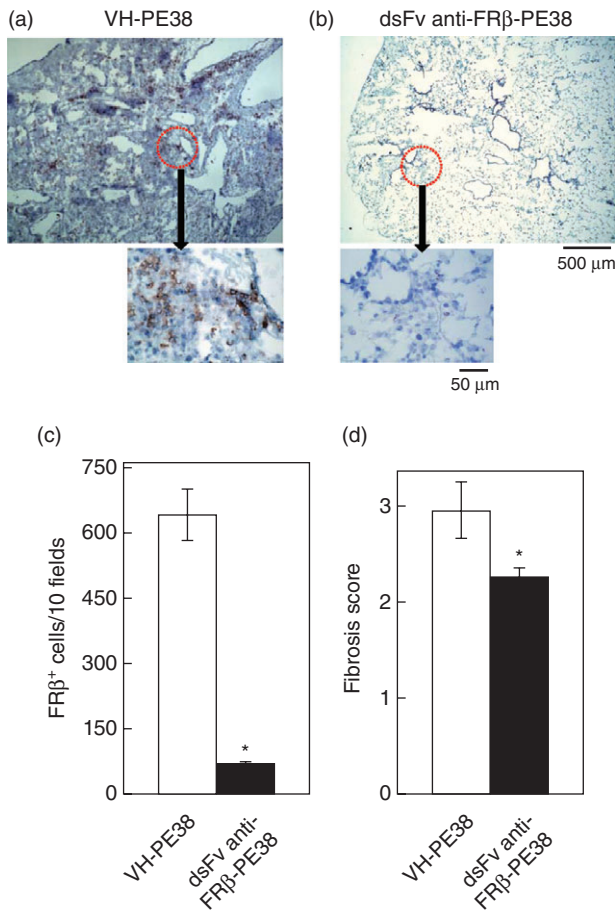 (a) VH-PE38
(b) dsFv anti-FRβ-PE38
500 μm
50 μm
(c)
750
600
450
300
150
0
FRβ+ cells/10 fields
*
VH-PE38
dsFv anti-
FRβ-PE38
(d)
3
2
1
0
Fibrosis score
*
VH-PE38
dsFv anti-
FRβ-PE38